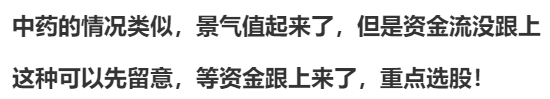 中药的情况类似，景气值起来了，但是资金流没跟上
这种可以先留意，等资金跟上来了，重点选股！